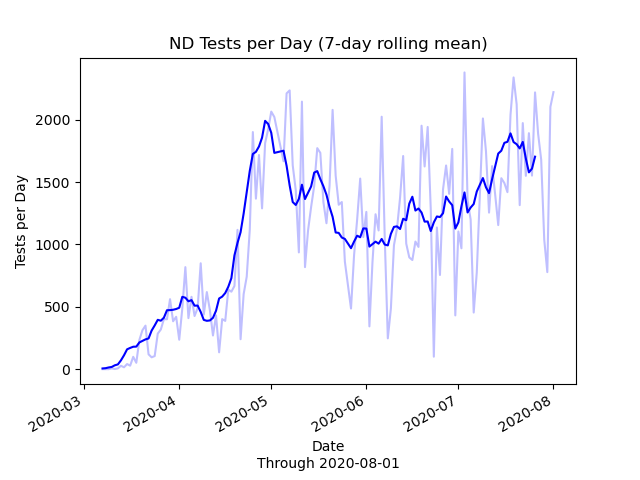 ND Tests per Day (7-day rolling mean)
Tests per Day
2000
1500
1000
500
0
2020-03
2020-04
2020-05
2020-06
2020-07
2020-08
Date
Through 2020-08-01